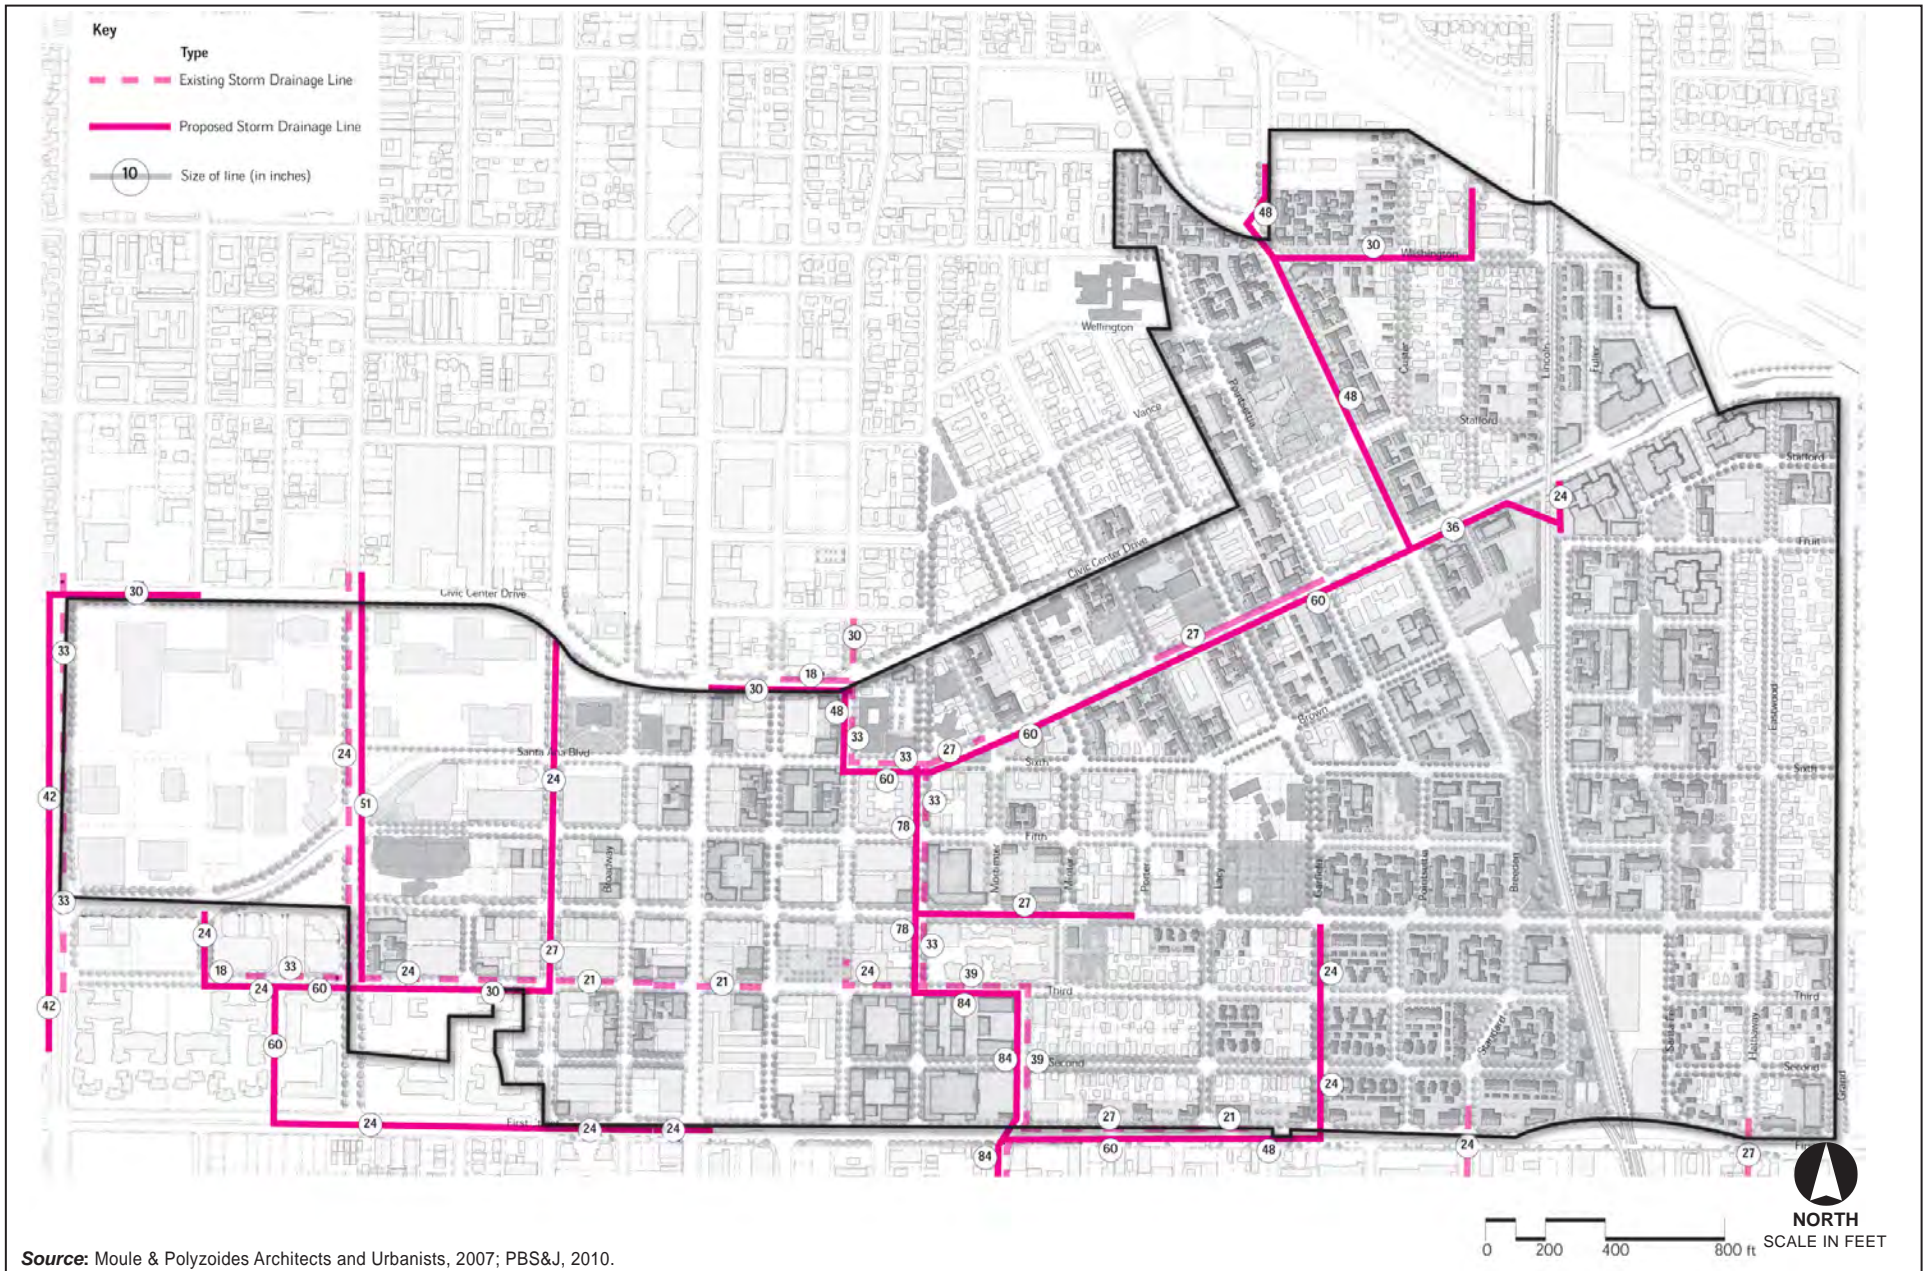 Key
Type
Existing Storm Drainage Line
Proposed Storm Drainage Line
10 Size of line (in inches)
48
30
Washington
Wellington
Custer
Lincoln
Fuller
Poinsettia
48
Vance
Stafford
Stafford
24
36
Fruit
Civic Center Drive
30
Civic Center Drive
60
27
33
30
18
30
48
Eastwood
Brown
33
27
60
24
Santa Ana Blvd
33
Sixth
Sixth
24
60
42
51
33
78
Fifth
Broadway
Mortimer
Minter
Porter
Lacy
Garfield
Poinsettia
Breeden
33
27
24
78
27
33
18
33
24
24
39
24
24
60
30
21
21
84
Third
Third
42
60
84
39
Second
Stafford
Santa Fe
Hathaway
Second
24
Grand
24
First
24
24
27
21
84
60
48
24
27
NORTH
SCALE IN FEET
0 200 400 800 ft
Source: Moule & Polyzoides Architects and Urbanists, 2007; PBS&J, 2010.